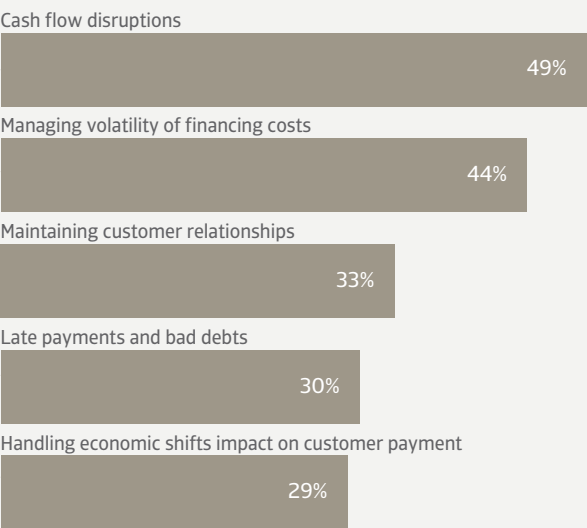 Cash flow disruptions
49%
Managing volatility of financing costs
44%
Maintaining customer relationships
33%
Late payments and bad debts
30%
Handling economic shifts impact on customer payment
29%